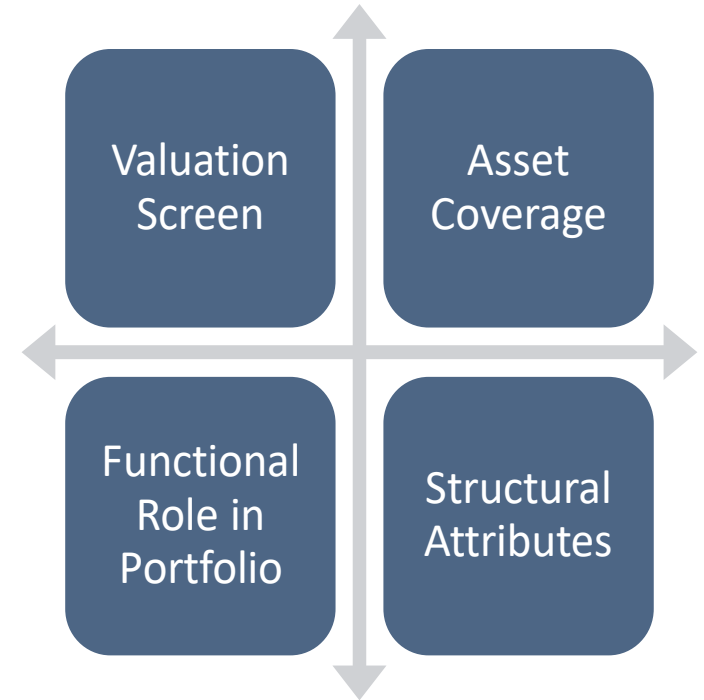 Valuation
Screen
Asset
Coverage
Functional
Role in
Portfolio
Structural
Attributes